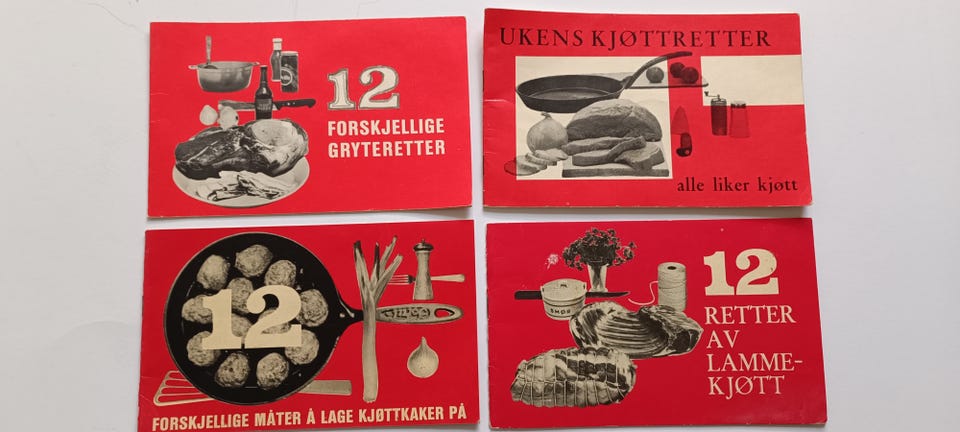 12
FORSKJELLIGE
GRYTERETTER
UKENS KJØTTRETTER
alle liker kjøtt
12
FORSKJELLIGE MÅTER Å LAGE KJØTTKAKER PÅ
12
RETTER
AV
LAMME-
KJØTT
SMØR